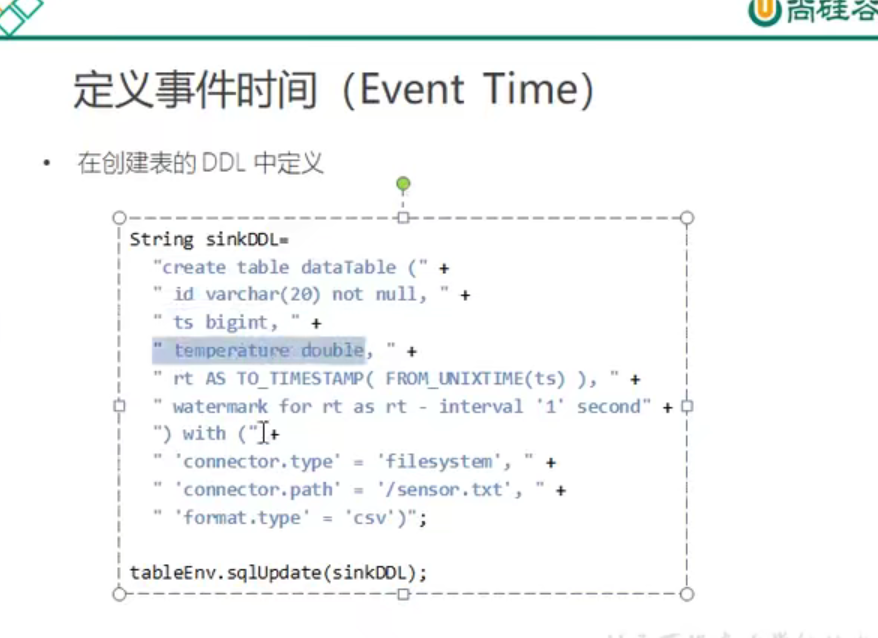 尚硅谷
定义事件时间（Event Time）
• 在创建表的 DDL 中定义
String sinkDDL=
"create table dataTable (" +
" id varchar(20) not null, " +
" ts bigint, " +
" temperature double, " +
" rt AS TO_TIMESTAMP( FROM_UNIXTIME(ts) ), " +
" watermark for rt as rt - interval '1' second" +
") with (" +
" 'connector.type' = 'filesystem', " +
" 'connector.path' = '/sensor.txt', " +
" 'format.type' = 'csv')";
tableEnv.sqlUpdate(sinkDDL);